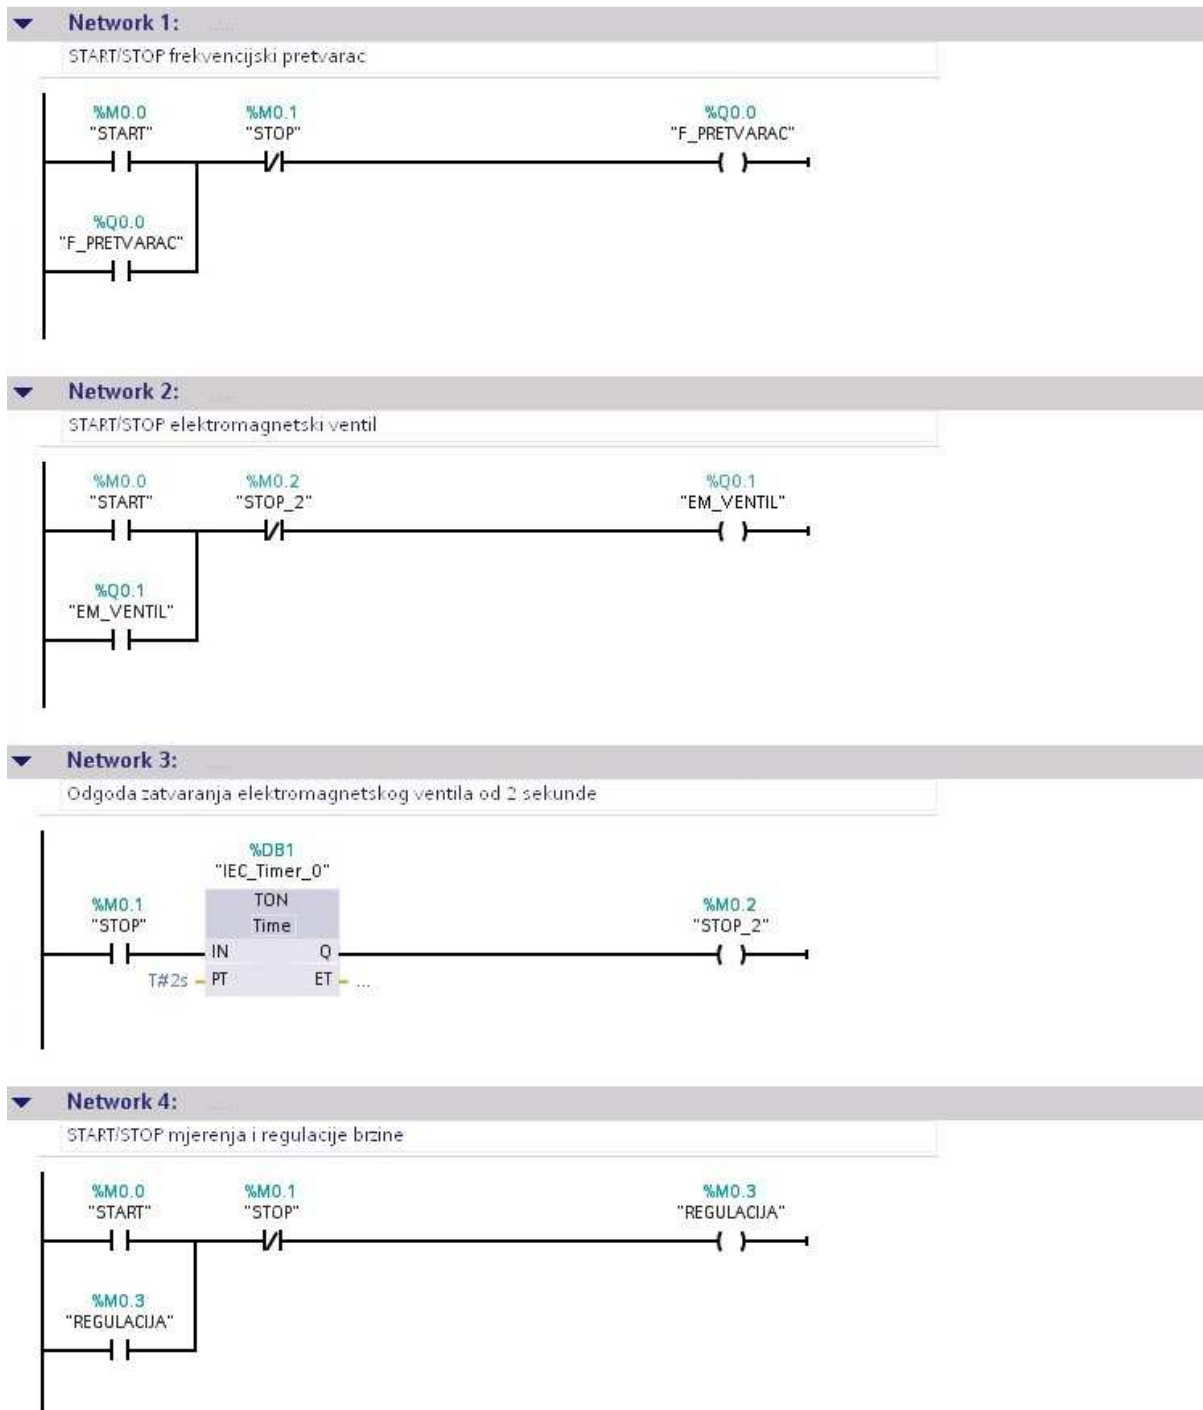 Network 1:
START/STOP frekvencijski pretvarac
%M0.0
"START"
%M0.1
"STOP"
%Q0.0
"F_PRETVARAC"
%Q0.0
"F_PRETVARAC"
Network 2:
START/STOP elektromagnetski ventil
%M0.0
"START"
%M0.2
"STOP_2"
%Q0.1
"EM_VENTIL"
%Q0.1
"EM_VENTIL"
Network 3:
Odgoda zatvaranja elektromagnetskog ventila od 2 sekunde
%DB1
"IEC_Timer_0"
%M0.1
"STOP"
TON
Time
IN
Q
T#2s
PT
ET
...
%M0.2
"STOP_2"
Network 4:
START/STOP mjerenja i regulacije brzine
%M0.0
"START"
%M0.1
"STOP"
%M0.3
"REGULACIJA"
%M0.3
"REGULACIJA"